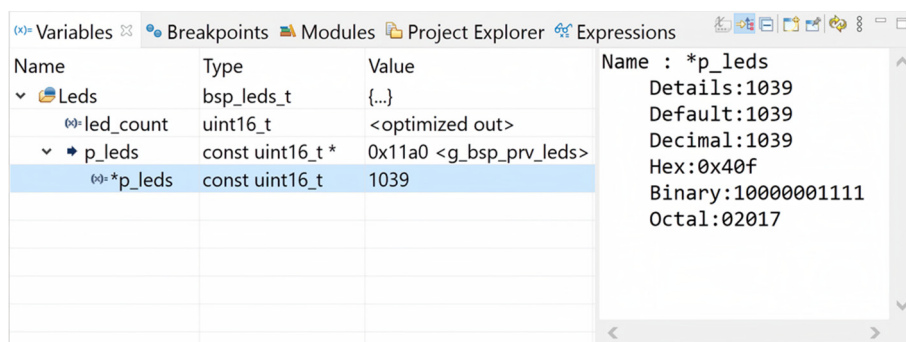 Variables Breakpoints Modules Project Explorer Expressions
Name Type Value
Leds bsp_leds_t {...}
led_count uint16_t <optimized out>
p_leds const uint16_t * 0x11a0 <g_bsp_prv_leds>
*p_leds const uint16_t 1039
Name : *p_leds
Details:1039
Default:1039
Decimal:1039
Hex:0x40f
Binary:10000001111
Octal:02017